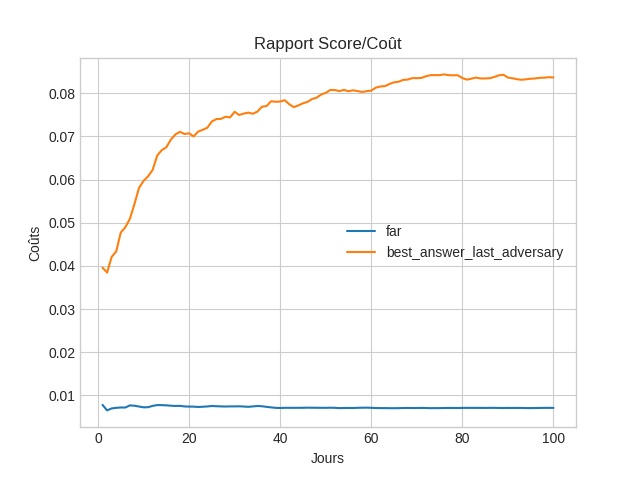 Rapport Score/Coût
0.08
0.07
0.06
0.05
0.04
0.03
0.02
0.01
Coûts
far
best_answer_last_adversary
0 20 40 60 80 100
Jours